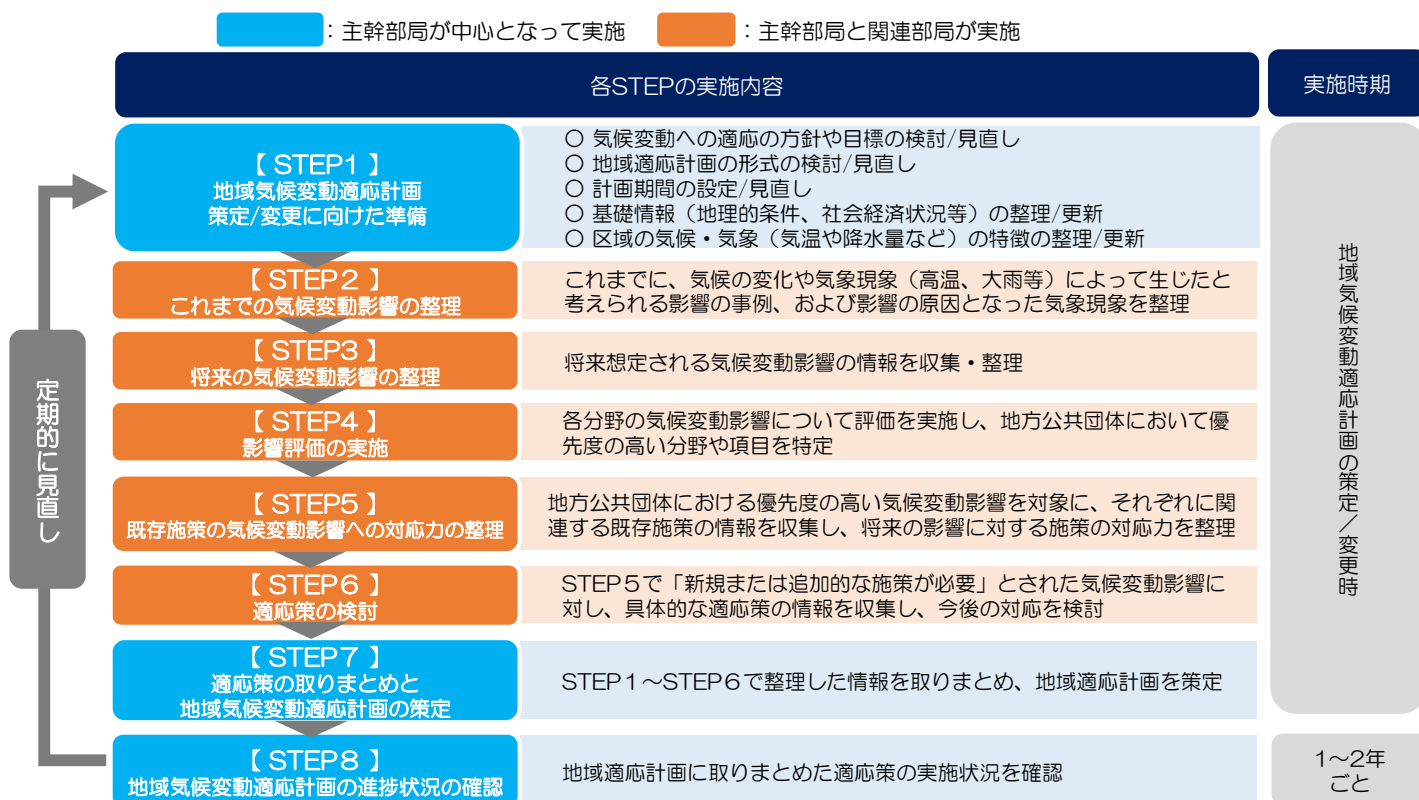 ：主幹部局が中心となって実施
：主幹部局と関連部局が実施
各STEPの実施内容
実施時期
【 STEP１ 】
地域気候変動適応計画
策定/変更に向けた準備
○ 気候変動への適応の方針や目標の検討/見直し
○ 地域適応計画の形式の検討/見直し
○ 計画期間の設定/見直し
○ 基礎情報（地理的条件、社会経済状況等）の整理/更新
○ 区域の気候・気象（気温や降水量など）の特徴の整理/更新
【 STEP２ 】
これまでの気候変動影響の整理
これまでに、気候の変化や気象現象（高温、大雨等）によって生じたと
考えられる影響の事例、および影響の原因となった気象現象を整理
【 STEP３ 】
将来の気候変動影響の整理
将来想定される気候変動影響の情報を収集・整理
【 STEP４ 】
影響評価の実施
各分野の気候変動影響について評価を実施し、地方公共団体において優
先度の高い分野や項目を特定
【 STEP５ 】
既存施策の気候変動影響への対応力の整理
地方公共団体における優先度の高い気候変動影響を対象に、それぞれに関
連する既存施策の情報を収集し、将来の影響に対する施策の対応力を整理
【 STEP６ 】
適応策の検討
STEP５で「新規または追加的な施策が必要」とされた気候変動影響に
対し、具体的な適応策の情報を収集し、今後の対応を検討
【 STEP７ 】
適応策の取りまとめと
地域気候変動適応計画の策定
STEP１～STEP６で整理した情報を取りまとめ、地域適応計画を策定
【 STEP８ 】
地域気候変動適応計画の進捗状況の確認
地域適応計画に取りまとめた適応策の実施状況を確認
地域気候変動適応計画の策定／変更時
1～2年
ごと
定期的に見直し